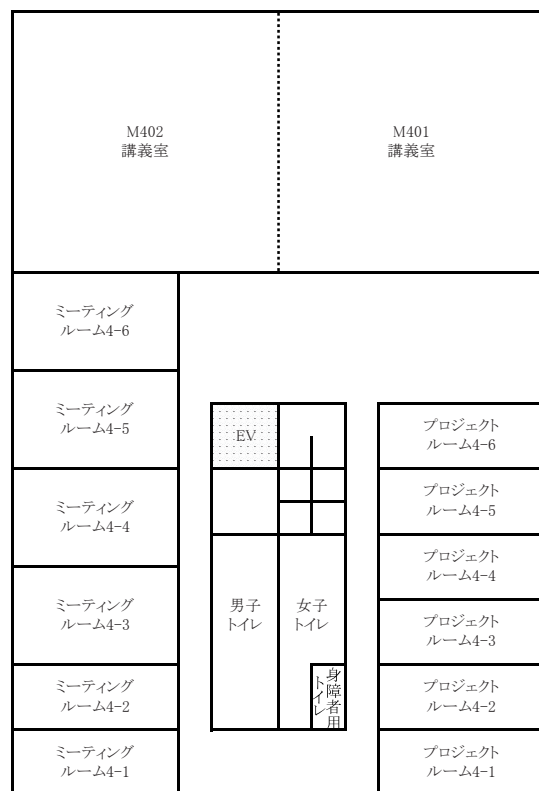 M402
講義室
M401
講義室
ミーティング
ルーム4-6
ミーティング
ルーム4-5
EV
プロジェクト
ルーム4-6
ミーティング
ルーム4-4
プロジェクト
ルーム4-5
プロジェクト
ルーム4-4
ミーティング
ルーム4-3
男子
トイレ
女子
トイレ
プロジェクト
ルーム4-3
ミーティング
ルーム4-2
身障者用
トイレ
プロジェクト
ルーム4-2
ミーティング
ルーム4-1
プロジェクト
ルーム4-1